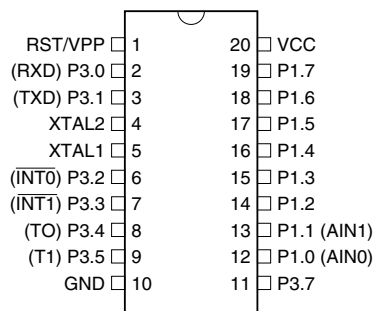 RST/VPP 1 20 VCC
(RXD) P3.0 2 19 P1.7
(TXD) P3.1 3 18 P1.6
XTAL2 4 17 P1.5
XTAL1 5 16 P1.4
(I̅N̅T̅0̅) P3.2 6 15 P1.3
(I̅N̅T̅1̅) P3.3 7 14 P1.2
(TO) P3.4 8 13 P1.1 (AIN1)
(T1) P3.5 9 12 P1.0 (AIN0)
GND 10 11 P3.7